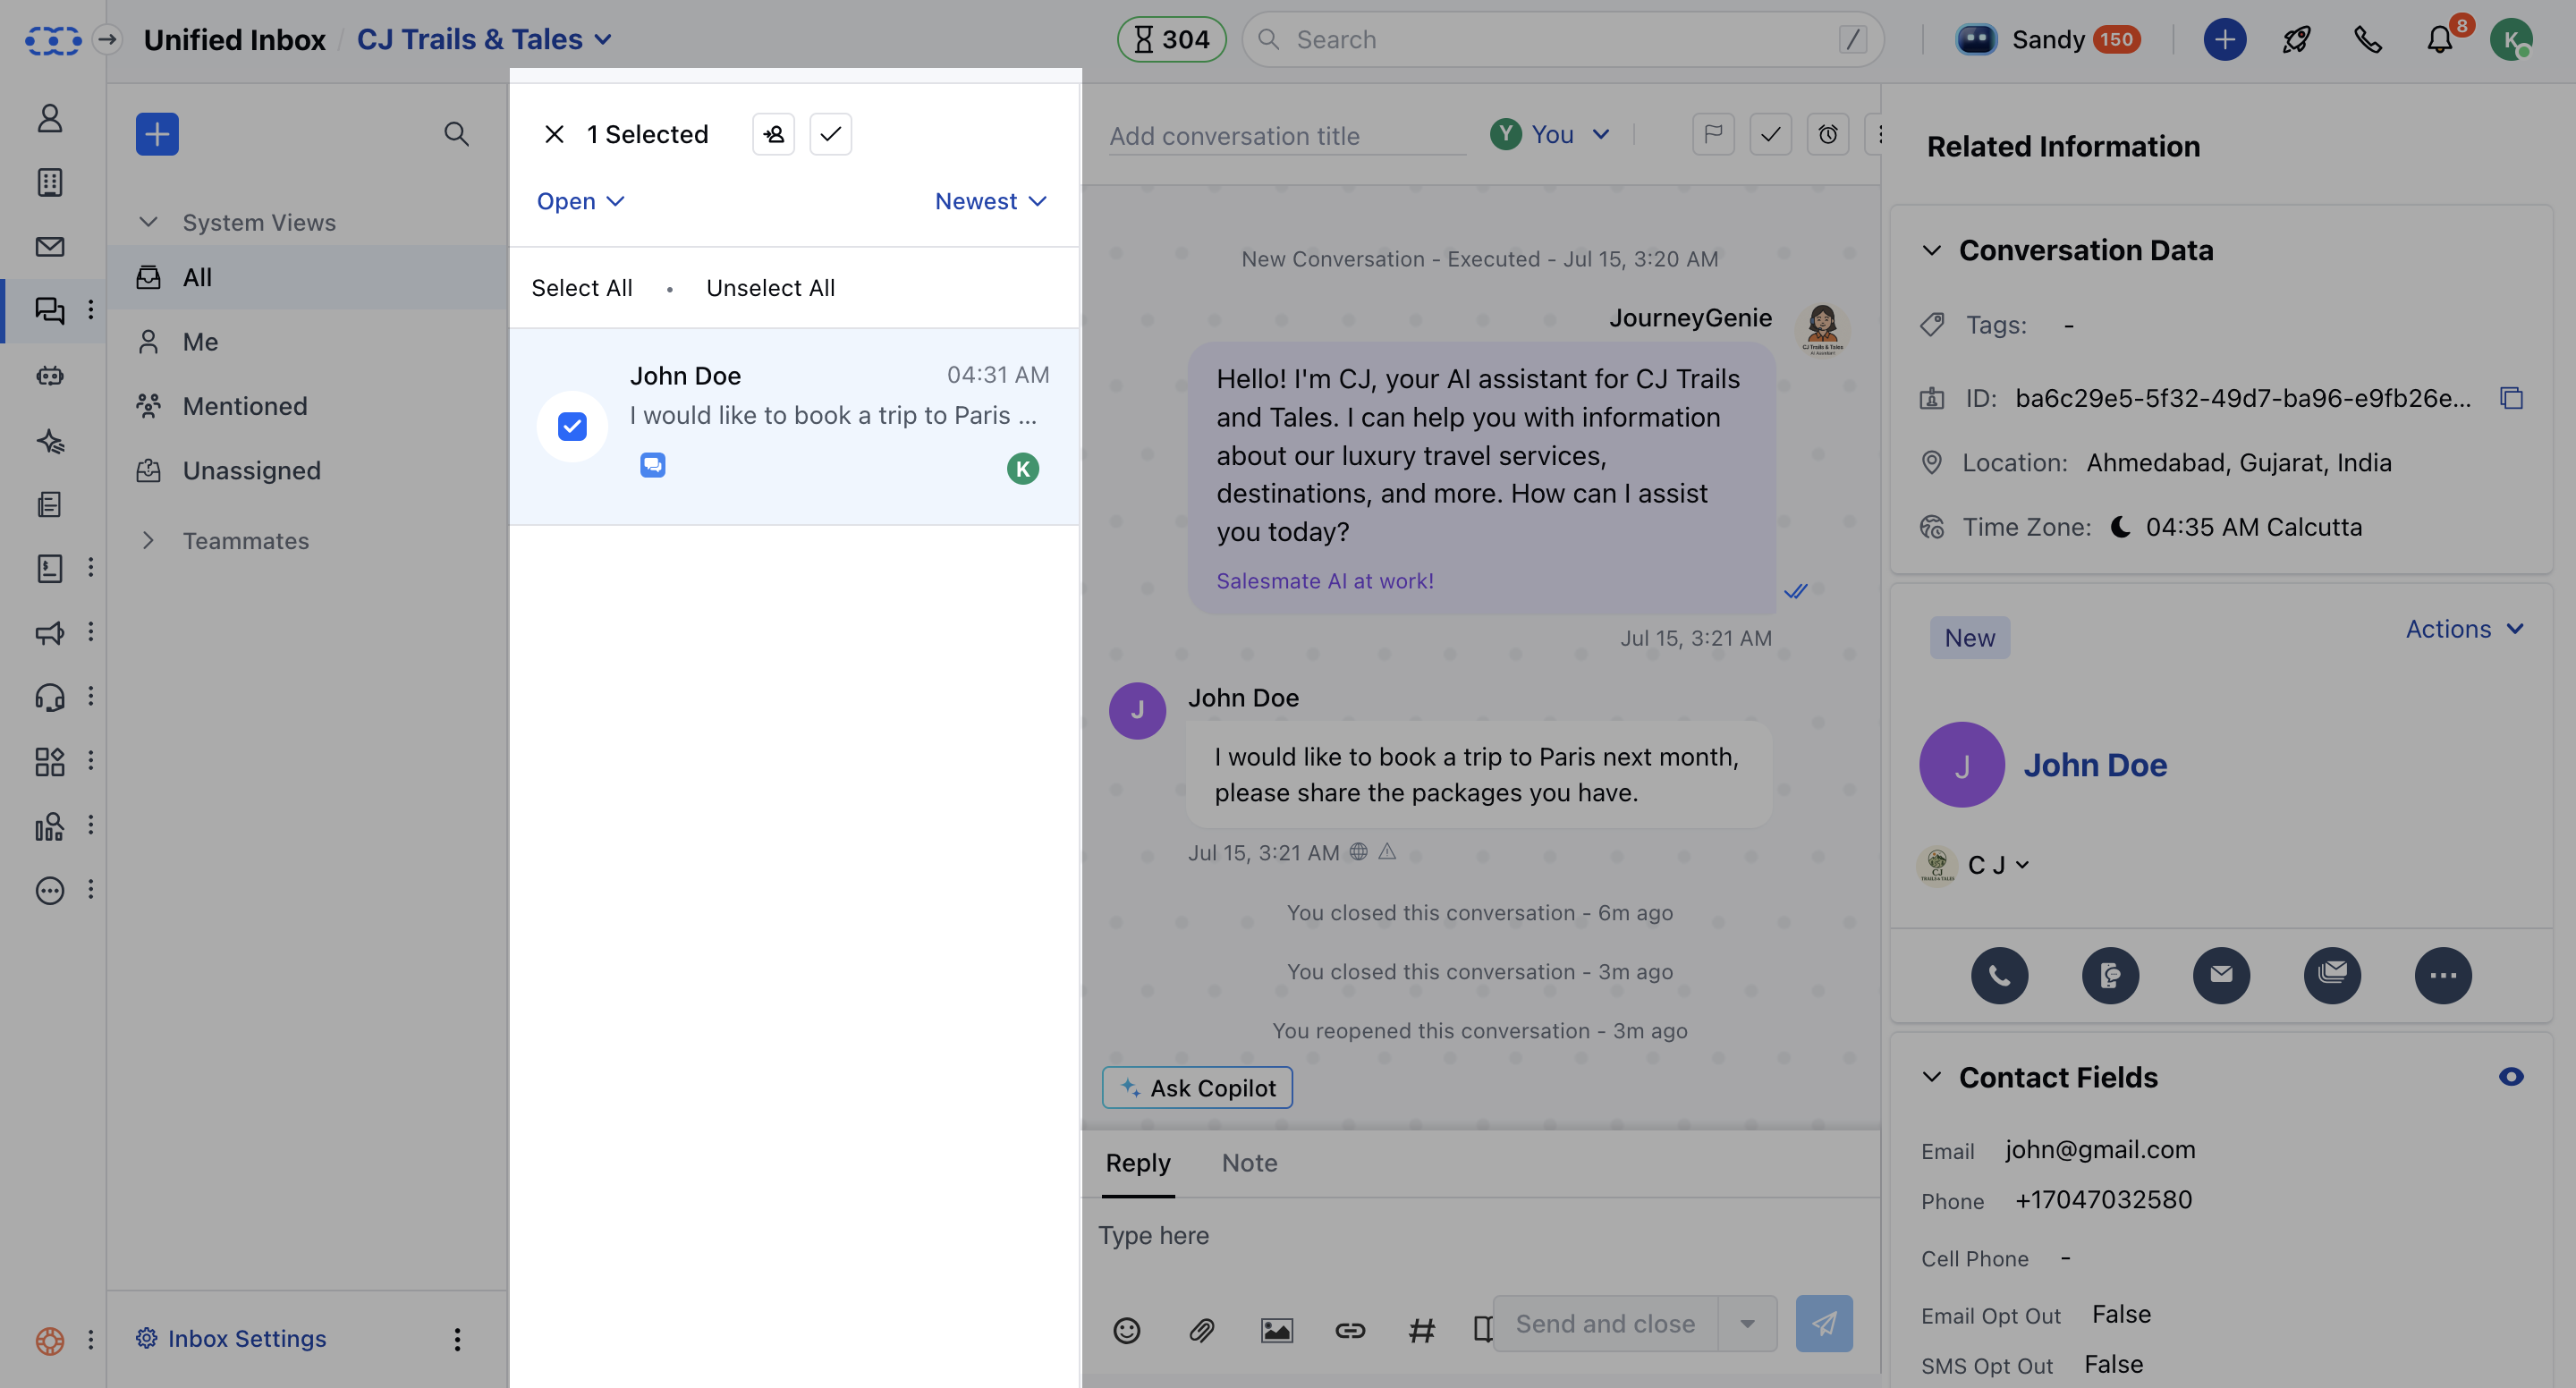 Unified Inbox / CJ Trails & Tales
304
Search /
Sandy 150
8
K
System Views
All
Me
Mentioned
Unassigned
Teammates
Inbox Settings
1 Selected
Open
Newest
Select All • Unselect All
John Doe 04:31 AM
I would like to book a trip to Paris ...
K
Add conversation title
Y You
New Conversation - Executed - Jul 15, 3:20 AM
JourneyGenie
CJ Trails & Tales
AI Assistant
Hello! I'm CJ, your AI assistant for CJ Trails
and Tales. I can help you with information
about our luxury travel services,
destinations, and more. How can I assist
you today?
Salesmate AI at work!
Jul 15, 3:21 AM
J
John Doe
I would like to book a trip to Paris next month,
please share the packages you have.
Jul 15, 3:21 AM
You closed this conversation - 6m ago
You closed this conversation - 3m ago
You reopened this conversation - 3m ago
Ask Copilot
Reply Note
Type here
Send and close
Related Information
Conversation Data
Tags: -
ID: ba6c29e5-5f32-49d7-ba96-e9fb26e...
Location: Ahmedabad, Gujarat, India
Time Zone: 04:35 AM Calcutta
New
Actions
J
John Doe
CJ
TRAILS & TALES
C J
Contact Fields
Email john@gmail.com
Phone +17047032580
Cell Phone -
Email Opt Out False
SMS Opt Out False